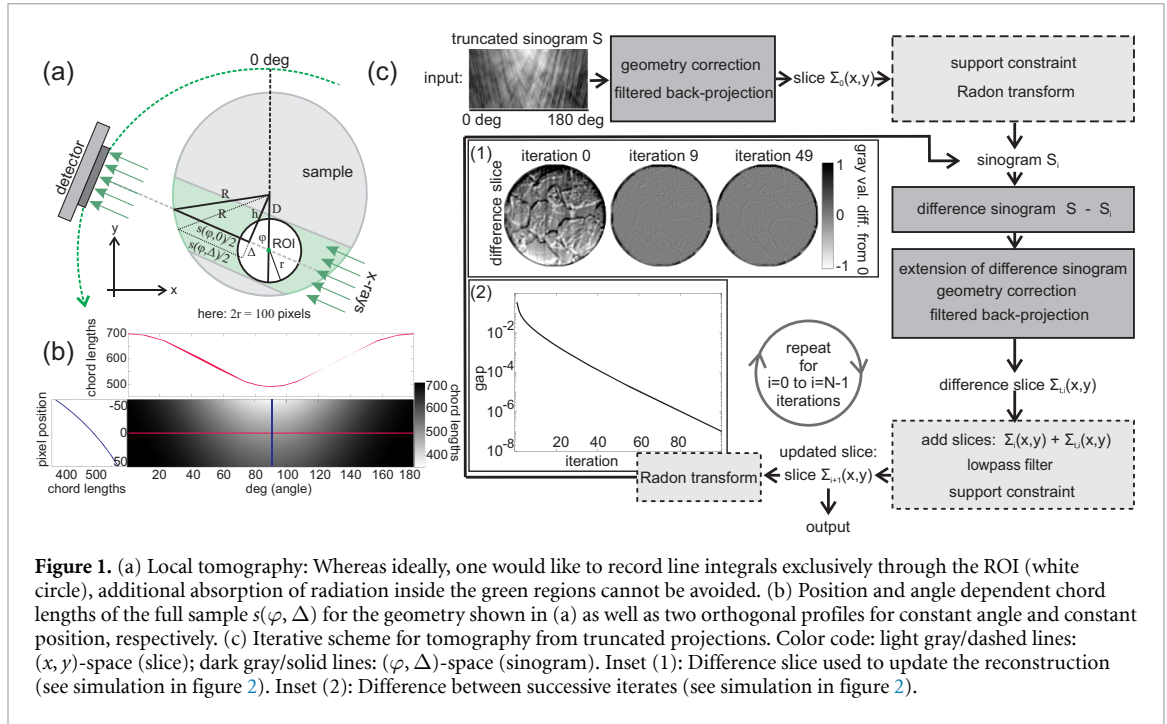 (a)
0 deg
detector
sample
R
R
h
D
s(φ,0)/2
s(φ,Δ)/2
Δ
φ
ROI
r
y
x
x-rays
here: 2r = 100 pixels
(b)
chord lengths
700
600
500
pixel position
-50
0
50
400 500
chord lengths
0 20 40 60 80 100 120 140 160 180
deg (angle)
700
600
500
400
chord lengths
(c)
truncated sinogram S
input:
0 deg 180 deg
geometry correction
filtered back-projection
slice Σ₀(x,y)
support constraint
Radon transform
sinogram Sᵢ
difference sinogram S - Sᵢ
extension of difference sinogram
geometry correction
filtered back-projection
difference slice Σᵢ,ᵢ(x,y)
add slices: Σᵢ(x,y) + Σᵢ,ᵢ(x,y)
lowpass filter
support constraint
updated slice:
slice Σᵢ₊₁(x,y)
output
Radon transform
repeat
for
i=0 to i=N-1
iterations
(1)
iteration 0 iteration 9 iteration 49
difference slice
1
0
-1
gray val. diff. from 0
(2)
gap
10⁻²
10⁻⁴
10⁻⁶
10⁻⁸
20 40 60 80
iteration
Figure 1. (a) Local tomography: Whereas ideally, one would like to record line integrals exclusively through the ROI (white
circle), additional absorption of radiation inside the green regions cannot be avoided. (b) Position and angle dependent chord
lengths of the full sample s(φ, Δ) for the geometry shown in (a) as well as two orthogonal profiles for constant angle and constant
position, respectively. (c) Iterative scheme for tomography from truncated projections. Color code: light gray/dashed lines:
(x, y)-space (slice); dark gray/solid lines: (φ, Δ)-space (sinogram). Inset (1): Difference slice used to update the reconstruction
(see simulation in figure 2). Inset (2): Difference between successive iterates (see simulation in figure 2).